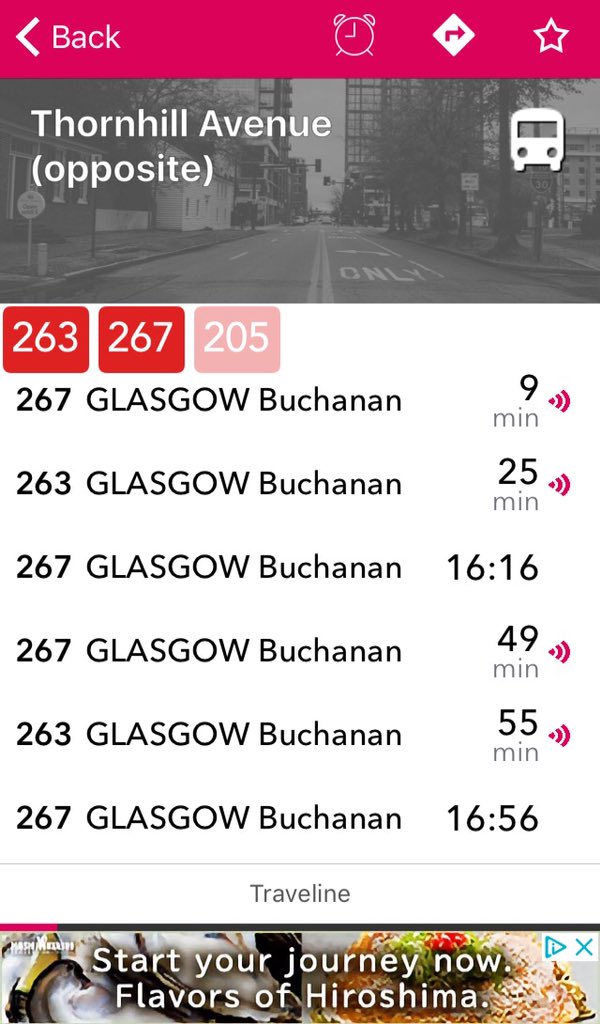 Back
Thornhill Avenue
(opposite)
ONLY
263 267 205
267 GLASGOW Buchanan 9 min
263 GLASGOW Buchanan 25 min
267 GLASGOW Buchanan 16:16
267 GLASGOW Buchanan 49 min
263 GLASGOW Buchanan 55 min
267 GLASGOW Buchanan 16:56
Traveline
Start your journey now.
Flavors of Hiroshima.